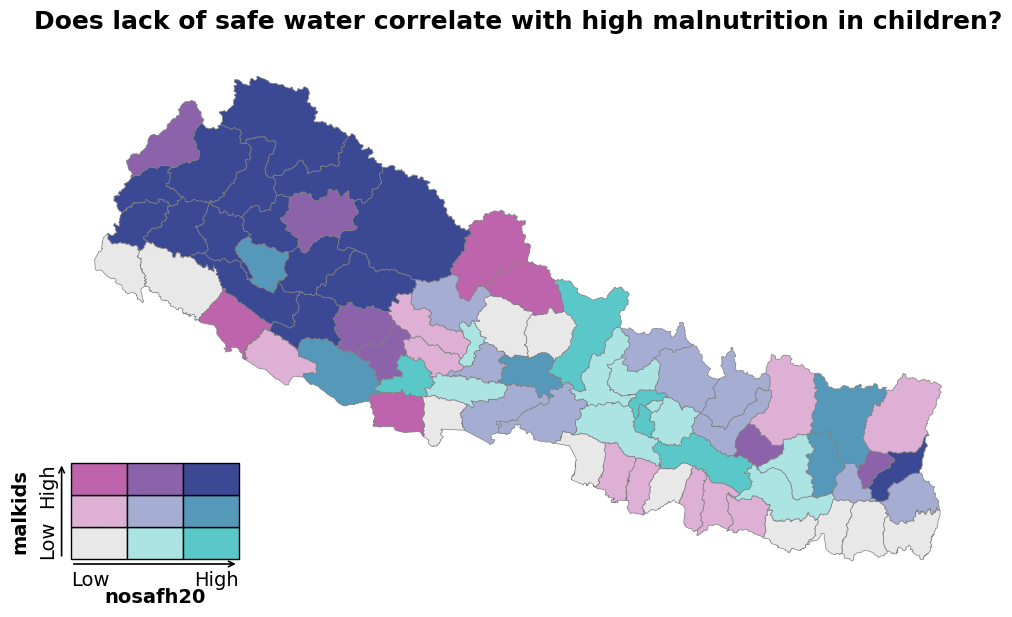 Does lack of safe water correlate with high malnutrition in children?
malkids
High
Low
Low High
nosafh20